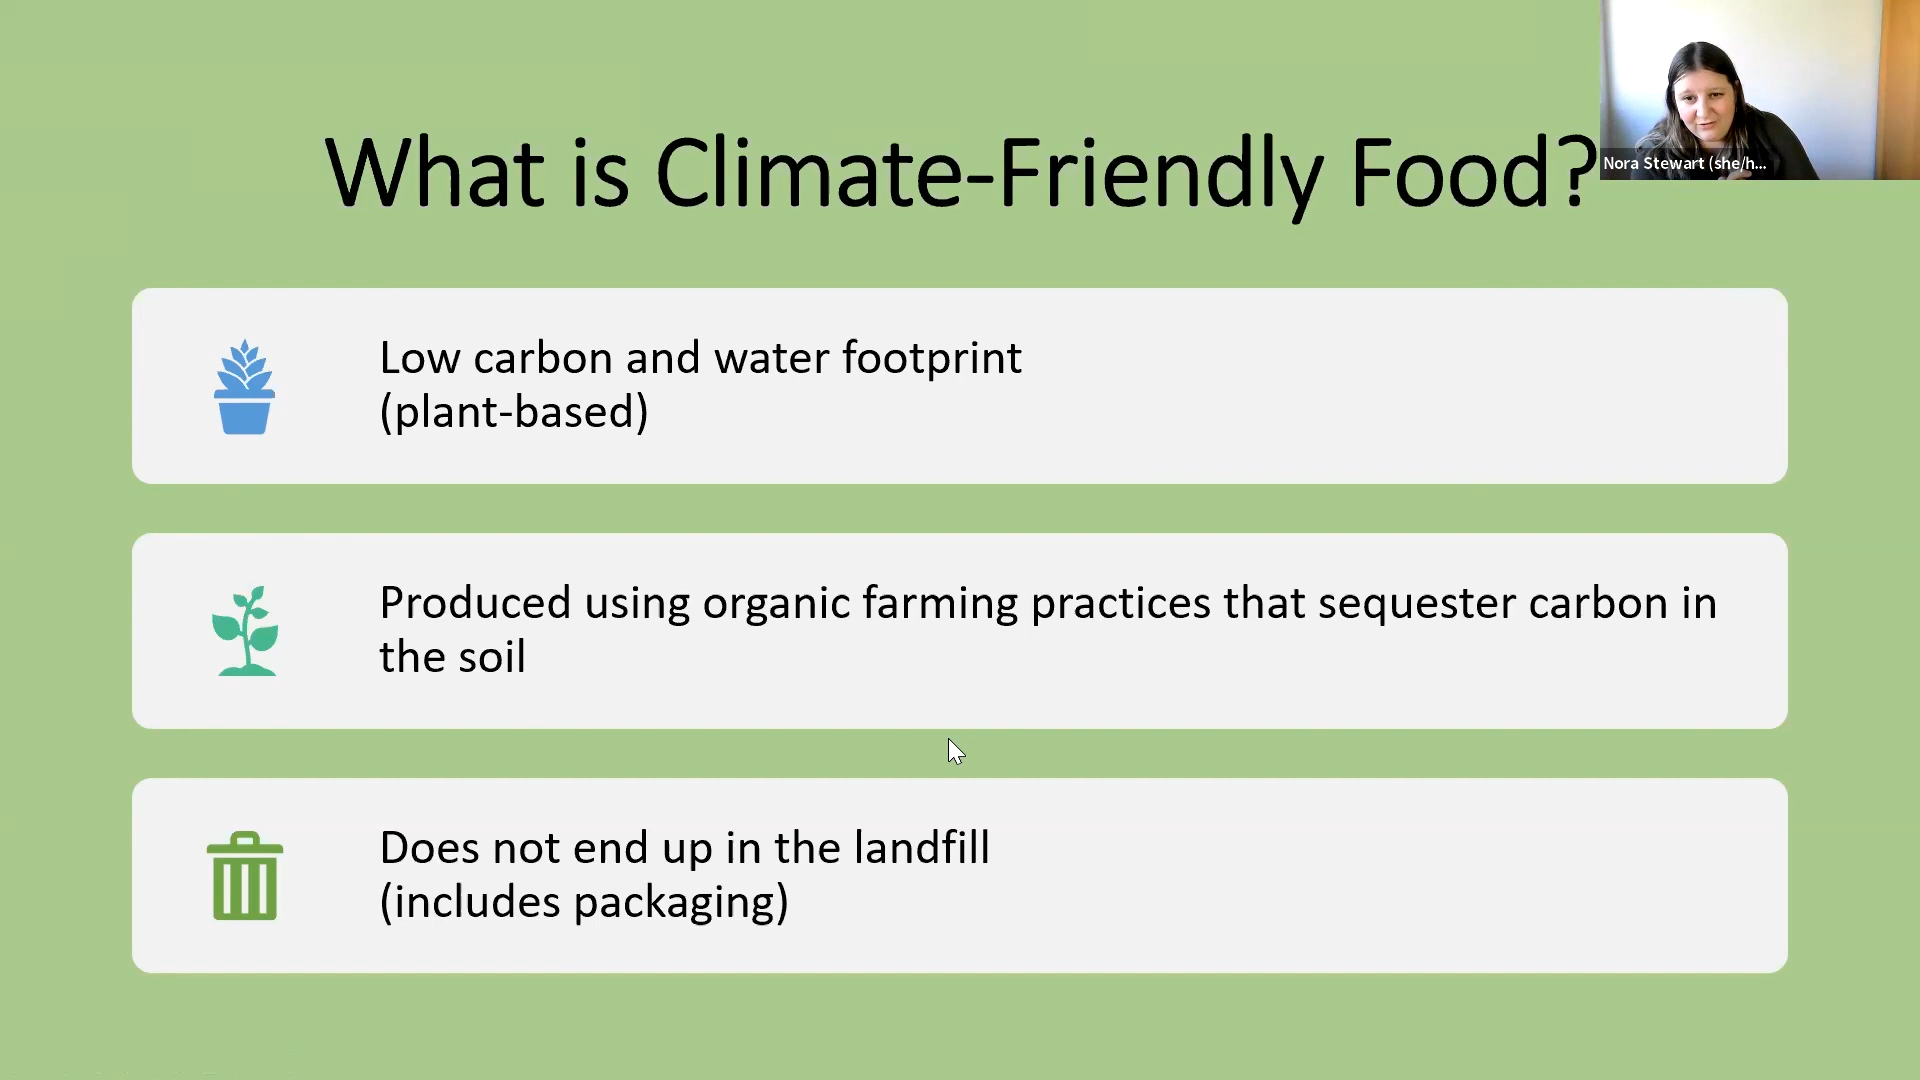 What is Climate-Friendly Food?
Nora Stewart (she/h...
Low carbon and water footprint
(plant-based)
Produced using organic farming practices that sequester carbon in
the soil
Does not end up in the landfill
(includes packaging)